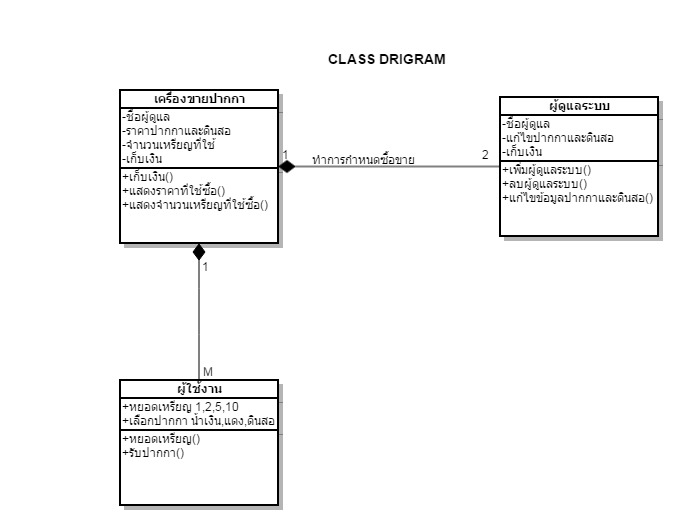 CLASS DRIGRAM
เครื่องขายปากกา
-ชื่อผู้ดูแล
-ราคาปากกาและดินสอ
-จำนวนเหรียญที่ใช้
-เก็บเงิน
+เก็บเงิน()
+แสดงราคาที่ใช้ซื้อ()
+แสดงจำนวนเหรียญที่ใช้ซื้อ()
1
ทำการกำหนดซื้อขาย
2
ผู้ดูแลระบบ
-ชื่อผู้ดูแล
-แก้ไขปากกาและดินสอ
-เก็บเงิน
+เพิ่มผู้ดูแลระบบ()
+ลบผู้ดูแลระบบ()
+แก้ไขข้อมูลปากกาและดินสอ()
1
M
ผู้ใช้งาน
+หยอดเหรียญ 1,2,5,10
+เลือกปากกา น้ำเงิน,แดง,ดินสอ
+หยอดเหรียญ()
+รับปากกา()